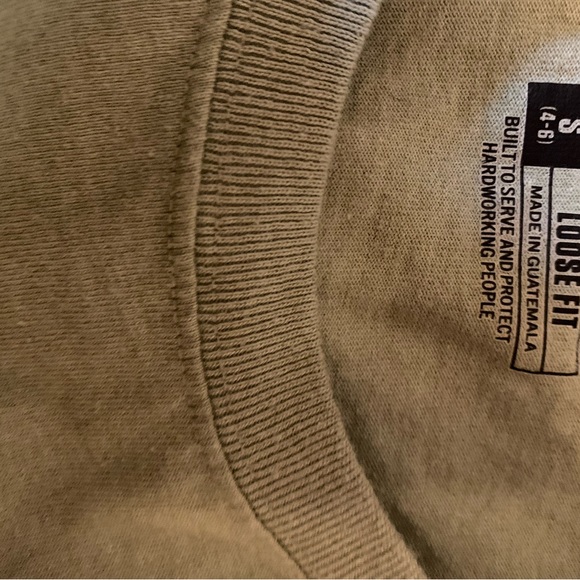 S
(4-6)
LOOSE FIT
MADE IN GUATEMALA
BUILT TO SERVE AND PROTECT
HARDWORKING PEOPLE